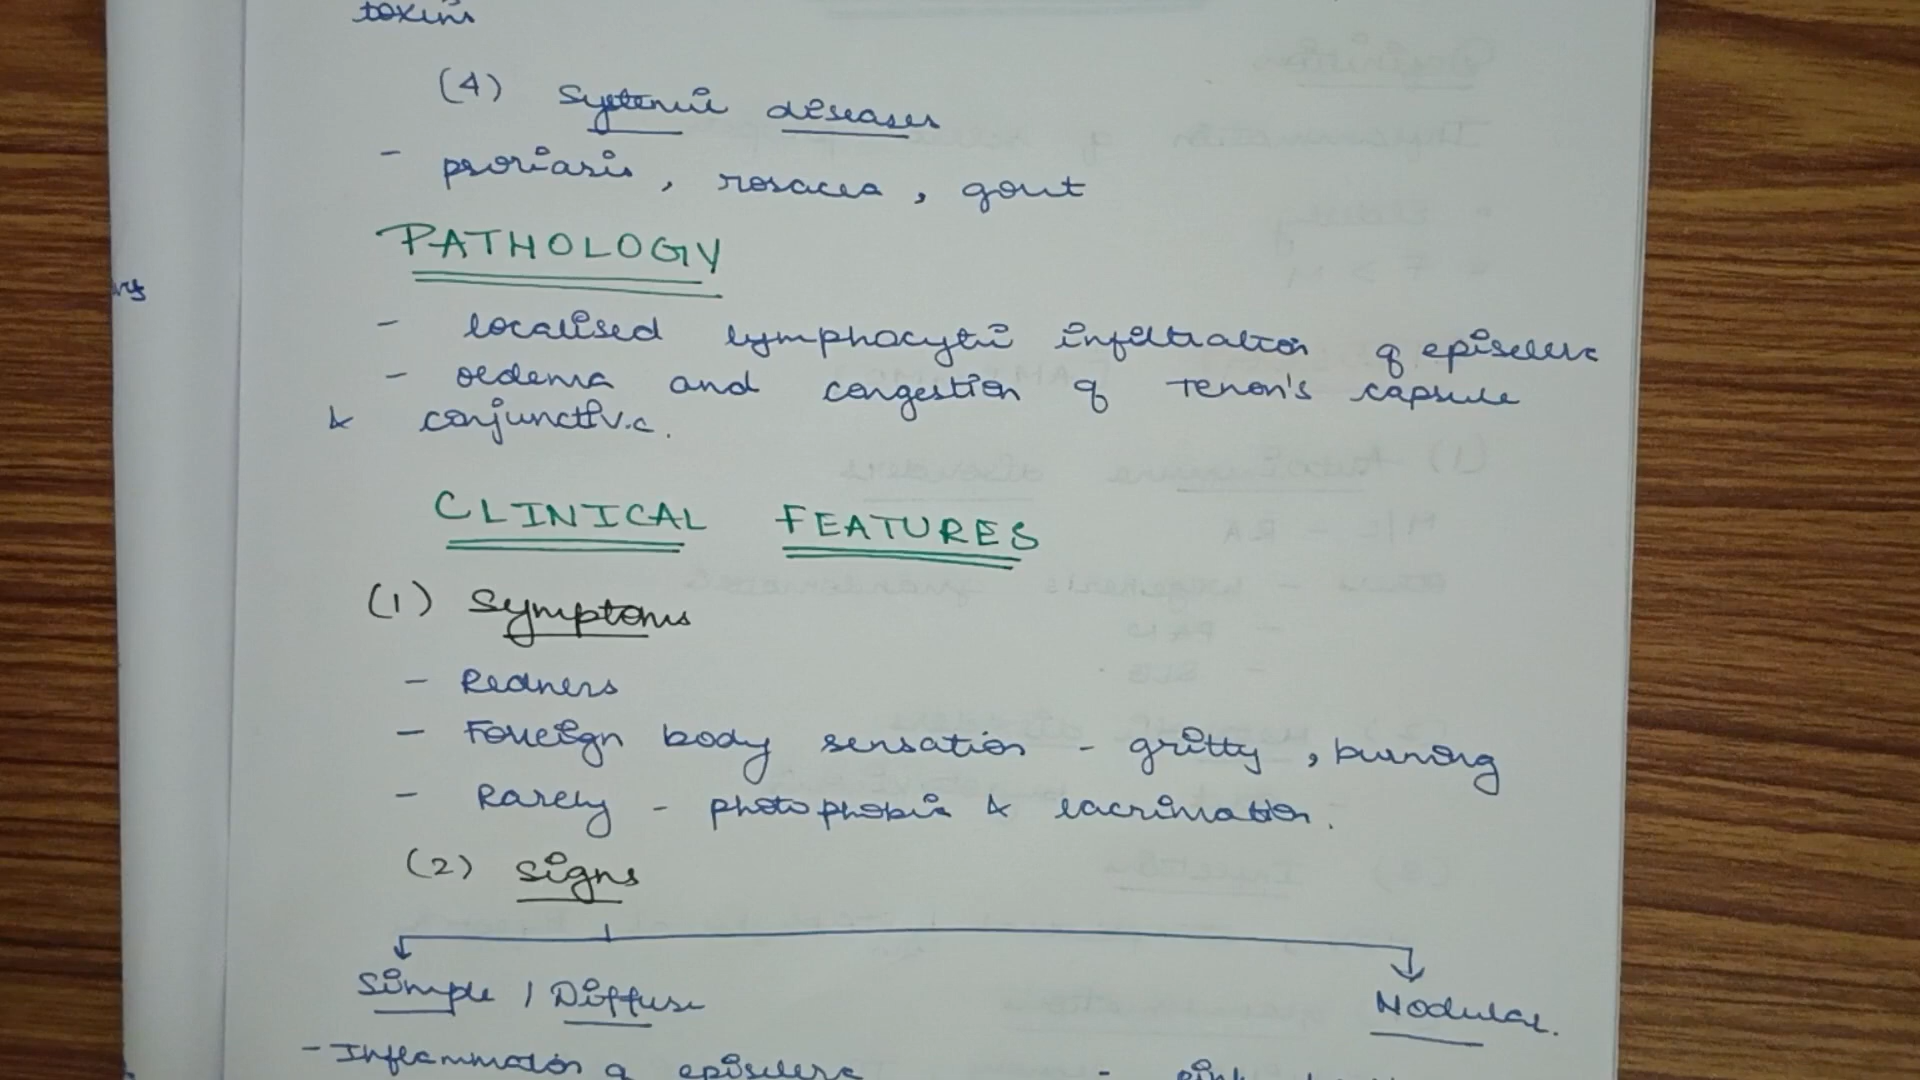 toxins
(4) Systemic diseases
- psoriasis, rosacea, gout
PATHOLOGY
- localised lymphocytic infiltration of episclera
- oedema and congestion of Tenon's capsule
& conjunctiva.
CLINICAL FEATURES
(1) Symptoms
- Redness
- Foreign body sensation - gritty, burning
- Rarely - photophobia & lacrimation.
(2) Signs
Simple / Diffuse
Nodular.
- Inflammation of episclera
- pink